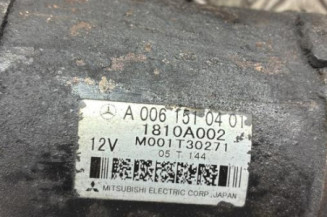 A 006 151 04 01
1810A002
12V M001T30271
05 T 144
MITSUBISHI ELECTRIC CORP. JAPAN